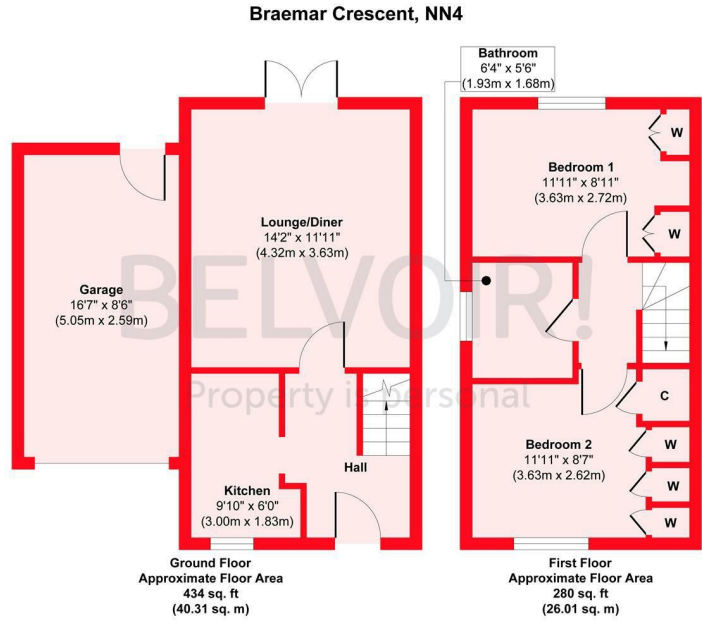 Braemar Crescent, NN4
Bathroom
6'4" x 5'6"
(1.93m x 1.68m)
W
Bedroom 1
11'11" x 8'11"
(3.63m x 2.72m)
W
Lounge/Diner
14'2" x 11'11"
(4.32m x 3.63m)
Garage
16'7" x 8'6"
(5.05m x 2.59m)
BELVOIR!
Property is personal
C
Bedroom 2
11'11" x 8'7"
(3.63m x 2.62m)
W
W
W
Hall
Kitchen
9'10" x 6'0"
(3.00m x 1.83m)
Ground Floor
Approximate Floor Area
434 sq. ft
(40.31 sq. m)
First Floor
Approximate Floor Area
280 sq. ft
(26.01 sq. m)